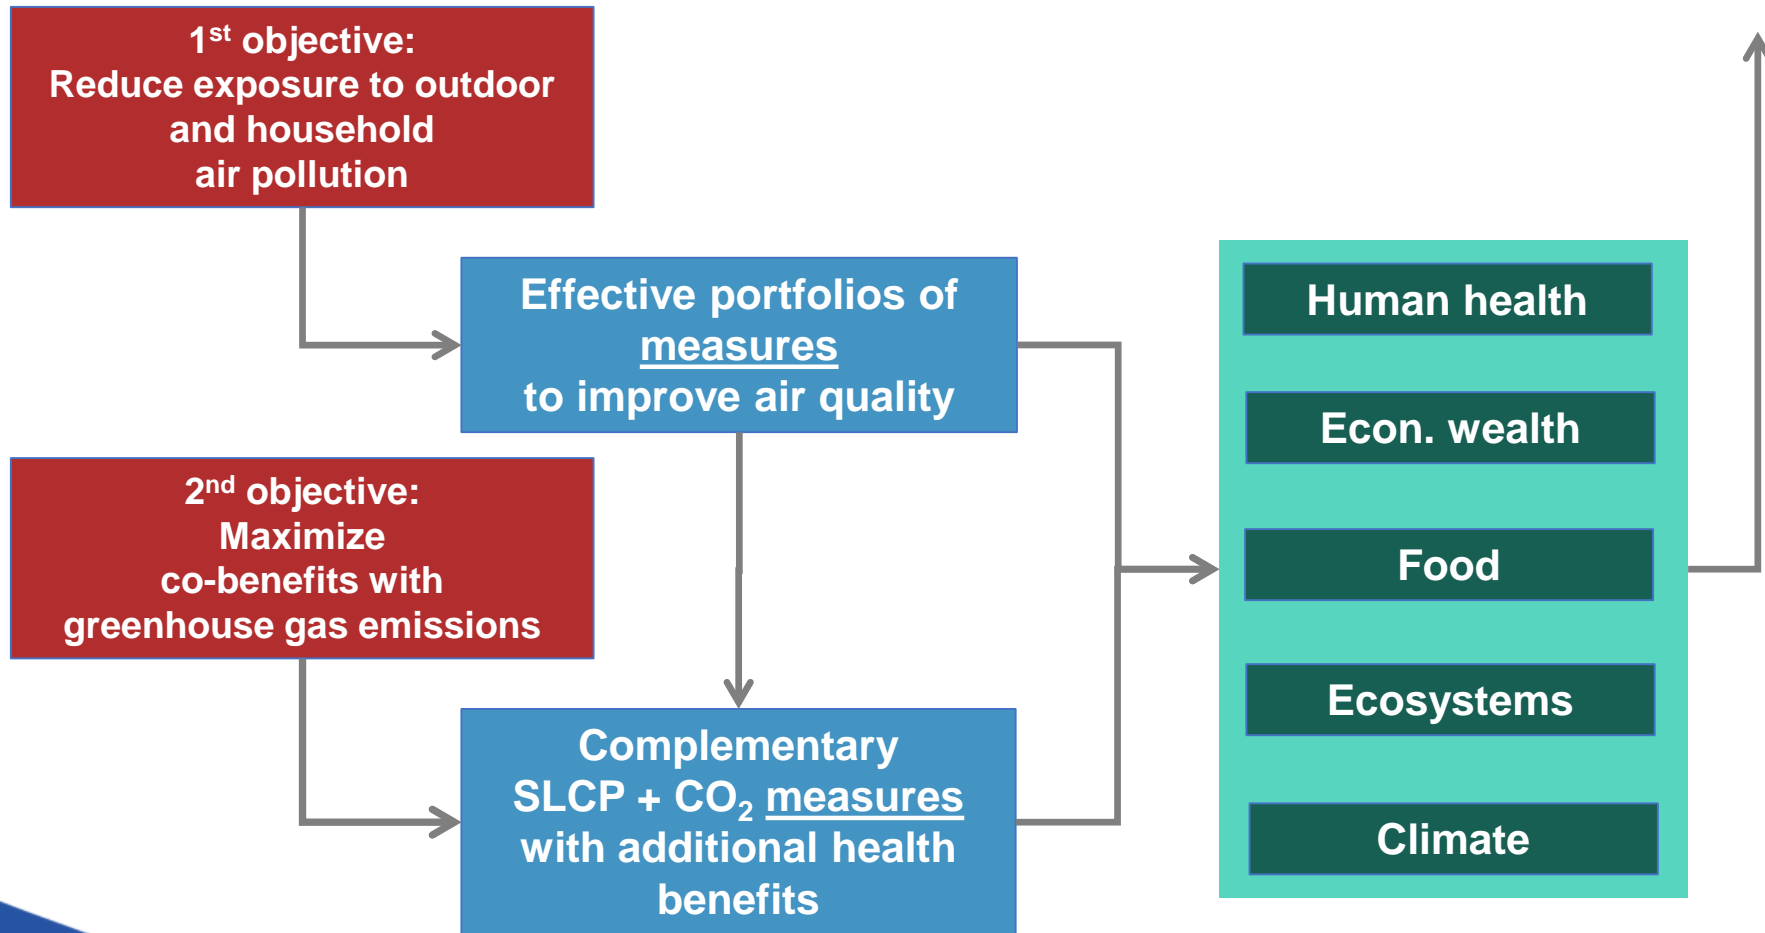 1st objective:
Reduce exposure to outdoor
and household
air pollution
Effective portfolios of
measures
to improve air quality
2nd objective:
Maximize
co-benefits with
greenhouse gas emissions
Complementary
SLCP + CO₂ measures
with additional health
benefits
Human health
Econ. wealth
Food
Ecosystems
Climate